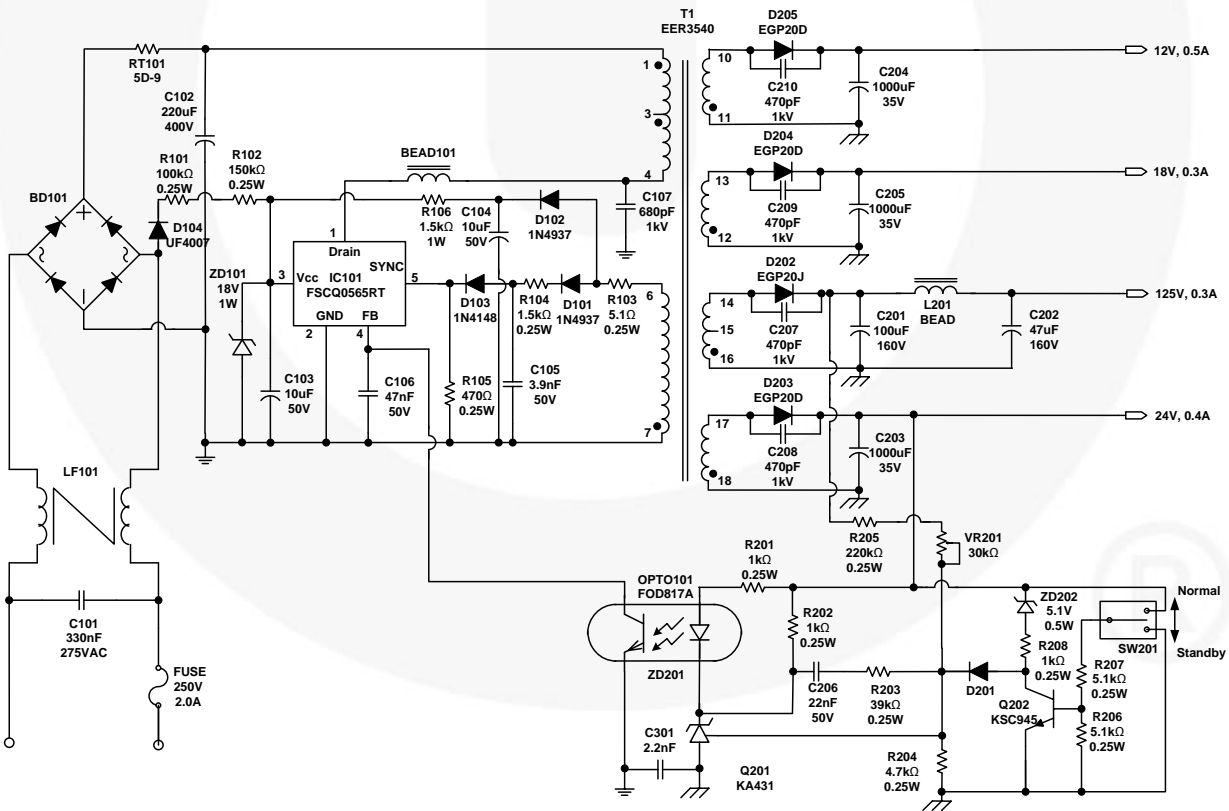 T1
EER3540
RT101
5D-9
C102
220uF
400V
R101
100kΩ
0.25W
R102
150kΩ
0.25W
BD101
D104
UF4007
BEAD101
1
3
4
R106
1.5kΩ
1W
C104
10uF
50V
D102
1N4937
C107
680pF
1kV
ZD101
18V
1W
1
Drain
3
Vcc
SYNC
5
IC101
FSCQ0565RT
GND
FB
2
4
D103
1N4148
R104
1.5kΩ
0.25W
D101
1N4937
R103
5.1Ω
0.25W
6
7
C103
10uF
50V
C106
47nF
50V
R105
470Ω
0.25W
C105
3.9nF
50V
LF101
C101
330nF
275VAC
FUSE
250V
2.0A
D205
EGP20D
10
11
C210
470pF
1kV
C204
1000uF
35V
12V, 0.5A
D204
EGP20D
13
12
C209
470pF
1kV
C205
1000uF
35V
18V, 0.3A
D202
EGP20J
14
15
16
C207
470pF
1kV
C201
100uF
160V
L201
BEAD
C202
47uF
160V
125V, 0.3A
D203
EGP20D
17
18
C208
470pF
1kV
C203
1000uF
35V
24V, 0.4A
R205
220kΩ
0.25W
VR201
30kΩ
R201
1kΩ
0.25W
OPTO101
FOD817A
R202
1kΩ
0.25W
ZD201
C206
22nF
50V
R203
39kΩ
0.25W
D201
ZD202
5.1V
0.5W
R208
1kΩ
0.25W
Q202
KSC945
R207
5.1kΩ
0.25W
R206
5.1kΩ
0.25W
Normal
SW201
Standby
C301
2.2nF
Q201
KA431
R204
4.7kΩ
0.25W
R